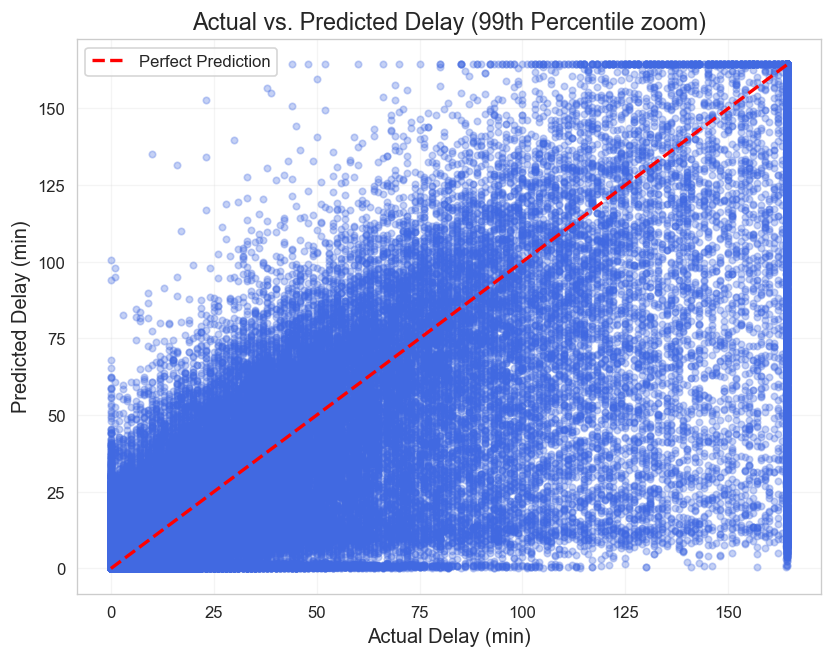 Actual vs. Predicted Delay (99th Percentile zoom)
Perfect Prediction
Predicted Delay (min)
150
125
100
75
50
25
0
0 25 50 75 100 125 150
Actual Delay (min)